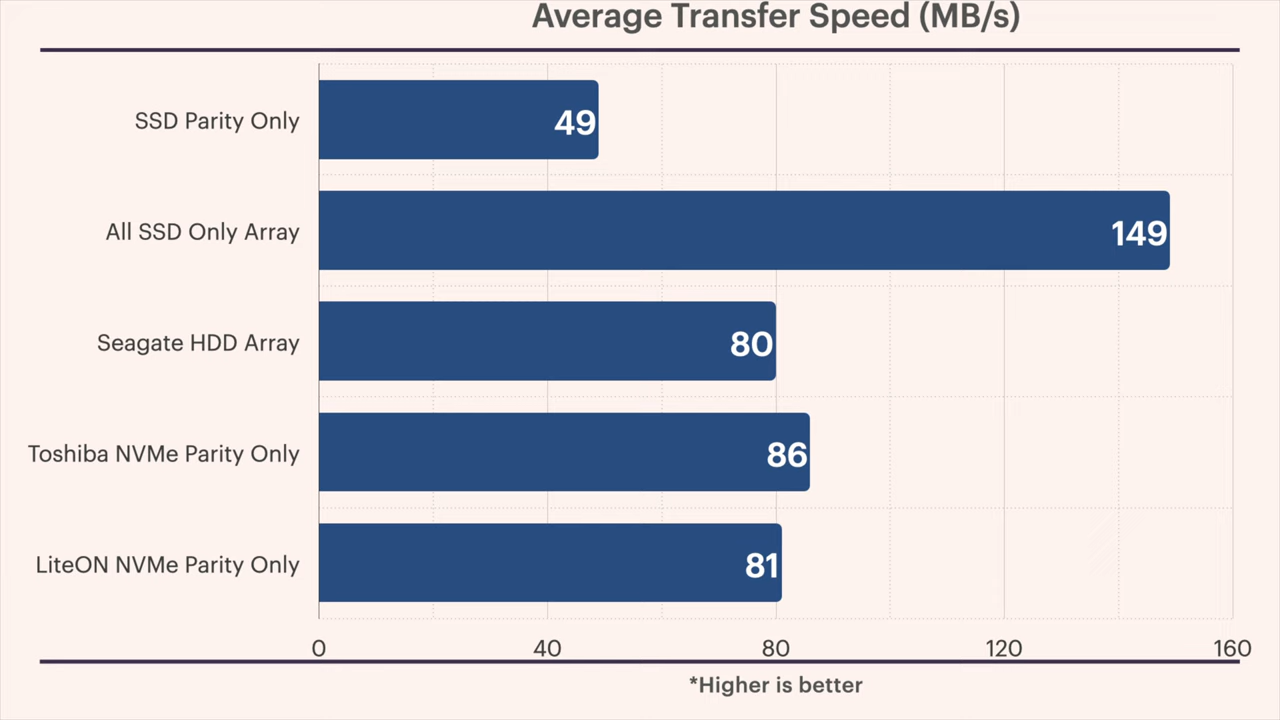 Average Transfer Speed (MB/s)
SSD Parity Only
49
All SSD Only Array
149
Seagate HDD Array
80
Toshiba NVMe Parity Only
86
LiteON NVMe Parity Only
81
0 40 80 120 160
*Higher is better